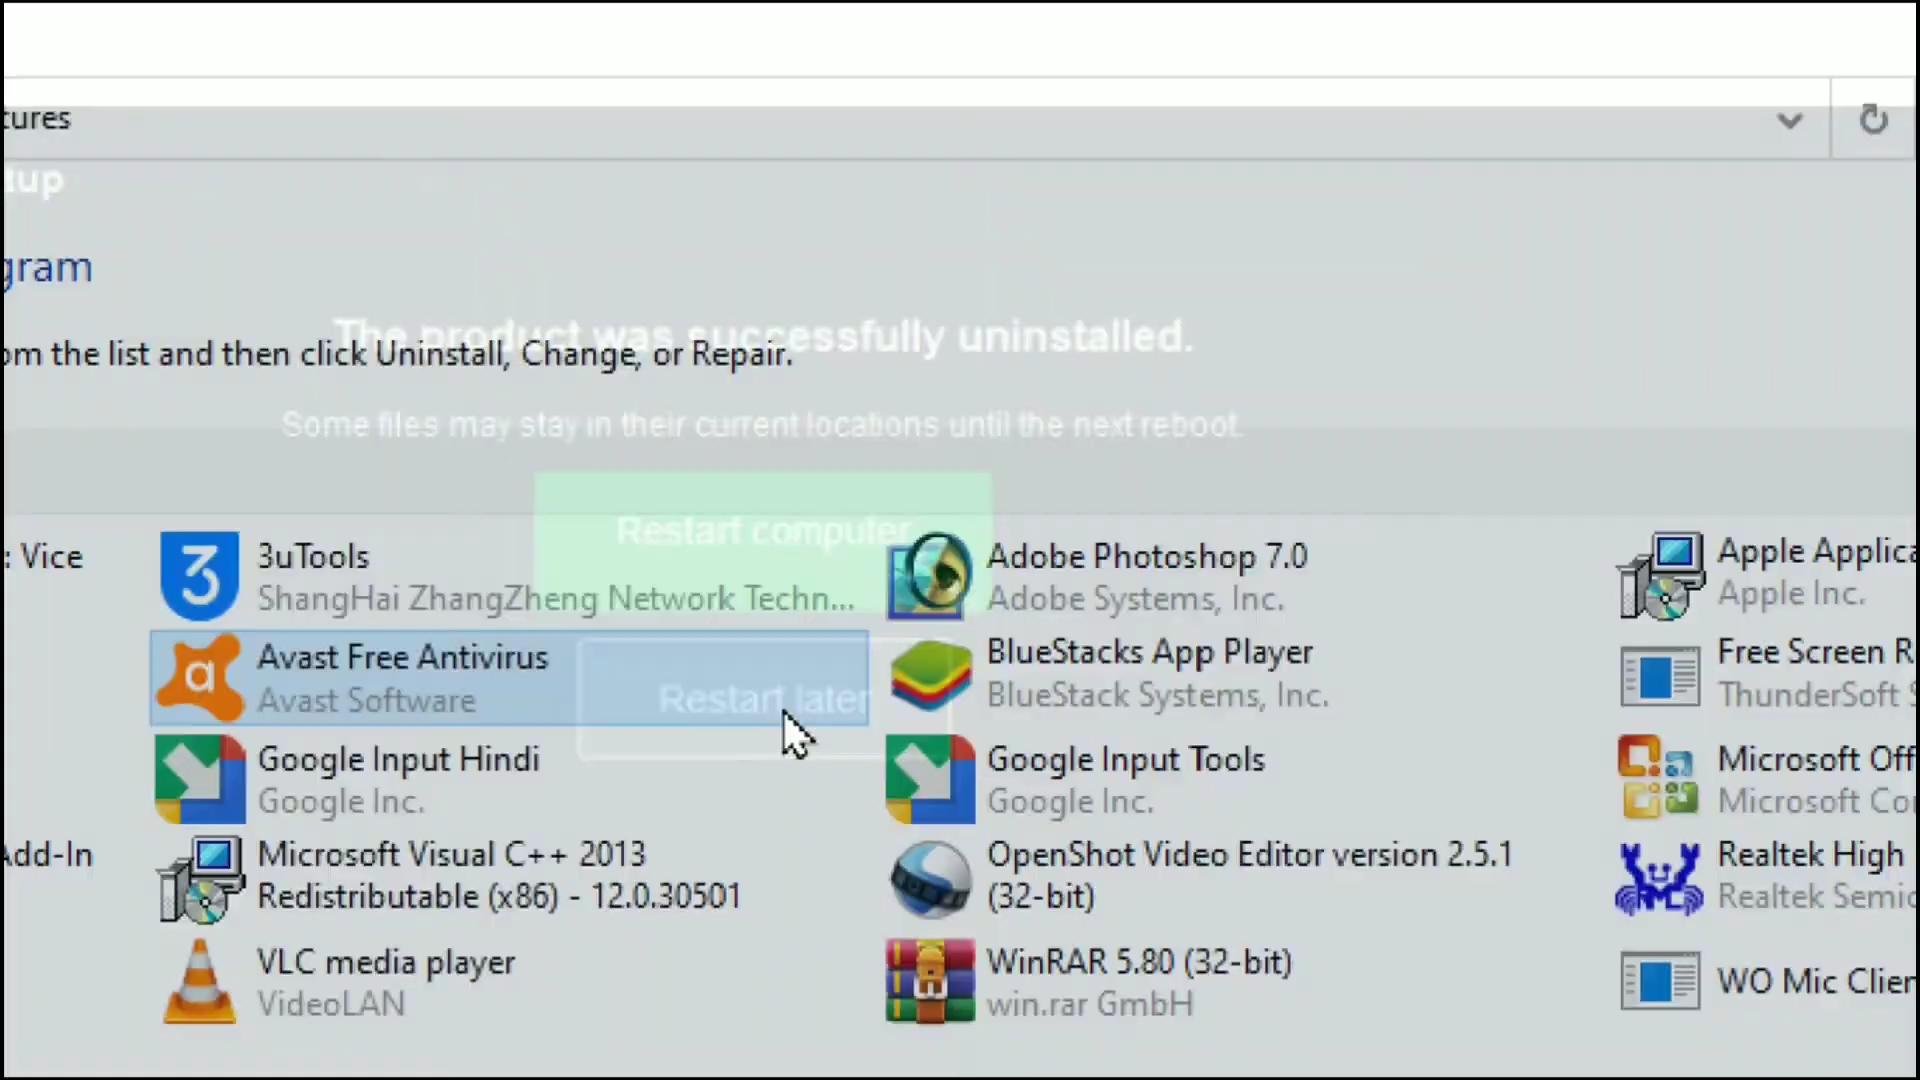 tures
tup
gram
The product was successfully uninstalled.
om the list and then click Uninstall, Change, or Repair.
Some files may stay in their current locations until the next reboot.
Restart computer
: Vice
3uTools
ShangHai ZhangZheng Network Techn...
Adobe Photoshop 7.0
Adobe Systems, Inc.
Apple Applica
Apple Inc.
Avast Free Antivirus
Avast Software
Restart later
BlueStacks App Player
BlueStack Systems, Inc.
Free Screen R
ThunderSoft S
Google Input Hindi
Google Inc.
Google Input Tools
Google Inc.
Microsoft Off
Microsoft Co
Add-In
Microsoft Visual C++ 2013
Redistributable (x86) - 12.0.30501
OpenShot Video Editor version 2.5.1
(32-bit)
Realtek High
Realtek Semic
VLC media player
VideoLAN
WinRAR 5.80 (32-bit)
win.rar GmbH
WO Mic Clien